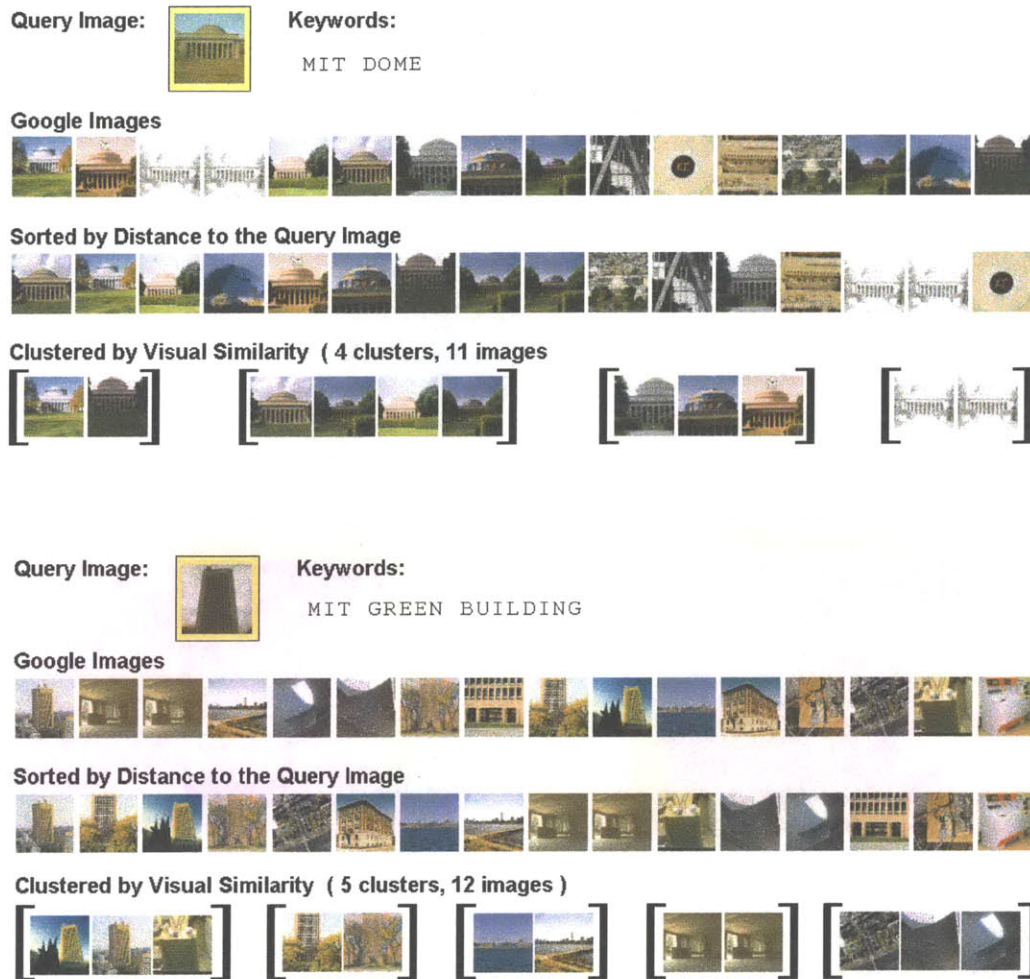 Query Image: Keywords:
MIT DOME
Google Images
Sorted by Distance to the Query Image
Clustered by Visual Similarity ( 4 clusters, 11 images
Query Image: Keywords:
MIT GREEN BUILDING
Google Images
Sorted by Distance to the Query Image
Clustered by Visual Similarity ( 5 clusters, 12 images )